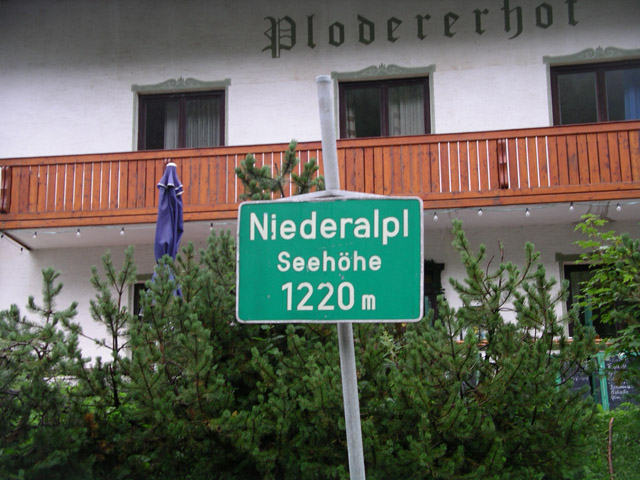 Plodererhof
Niederalpl
Seehöhe
1220 m